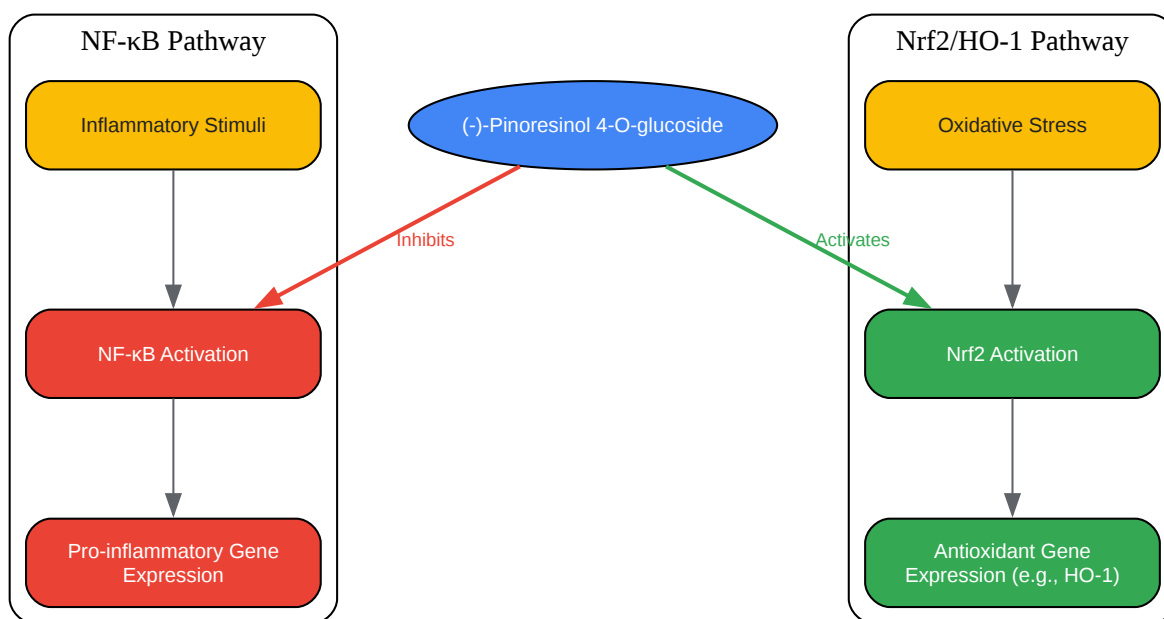 NF-κB Pathway
Inflammatory Stimuli
Inhibits
NF-κB Activation
Pro-inflammatory Gene
Expression
(-)-Pinoresinol 4-O-glucoside
Nrf2/HO-1 Pathway
Oxidative Stress
Activates
Nrf2 Activation
Antioxidant Gene
Expression (e.g., HO-1)